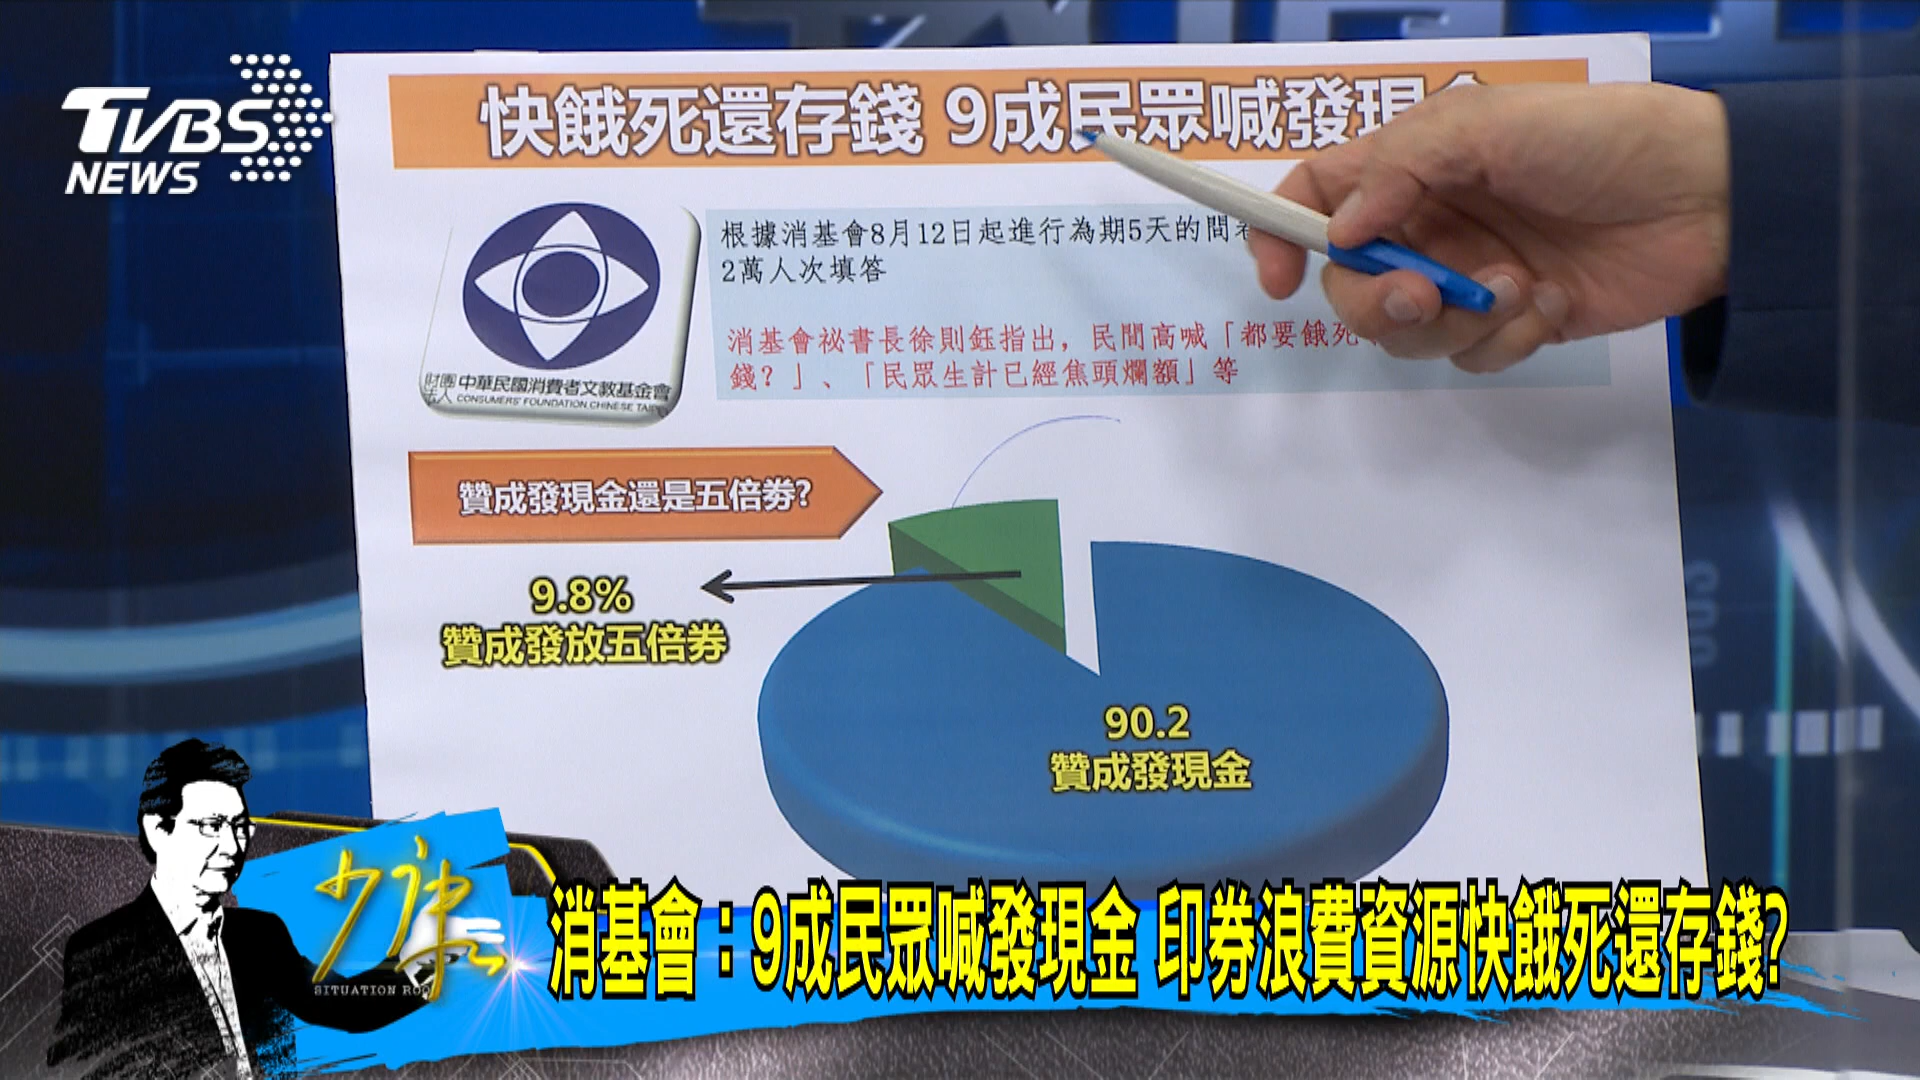 TVBS
NEWS
快餓死還存錢 9成民眾喊發現
根據消基會8月12日起進行為期5天的問
2萬人次填答
消基會祕書長徐則鈺指出，民間高喊「都要餓死
錢？」、「民眾生計已經焦頭爛額」等
財團法人 中華民國消費者文教基金會
CONSUMERS' FOUNDATION, CHINESE TAIPEI
贊成發現金還是五倍券?
9.8%
贊成發放五倍券
90.2
贊成發現金
少康
SITUATION ROO
消基會：9成民眾喊發現金 印券浪費資源快餓死還存錢?